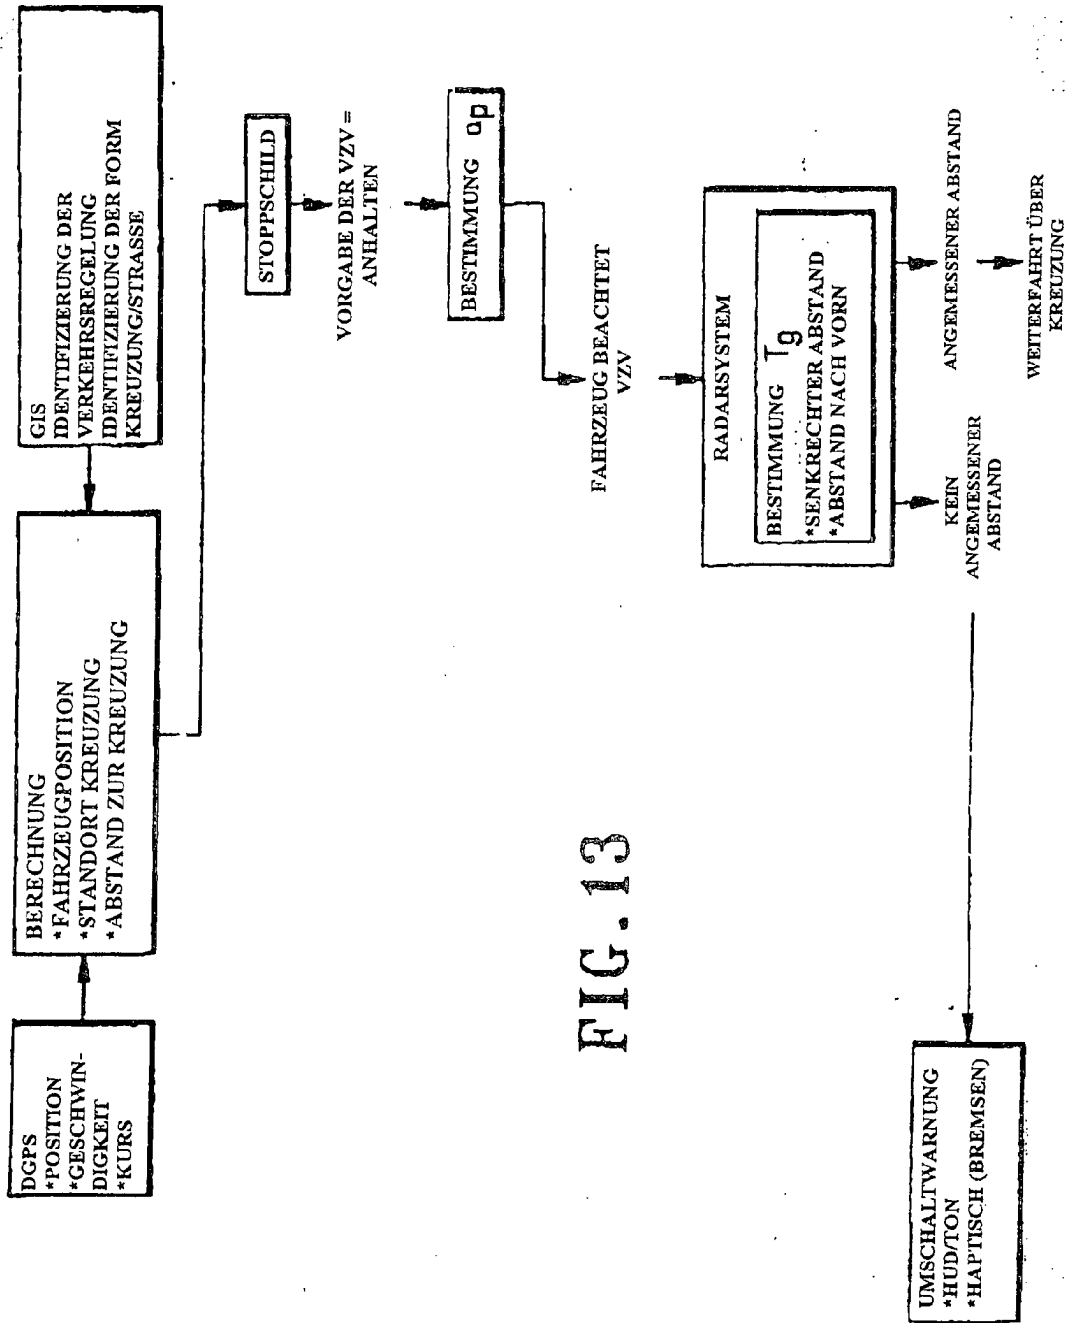 DGPS
*POSITION
*GESCHWIN-
DIGKEIT
*KURS
BERECHNUNG
*FAHRZEUGPOSITION
*STANDORT KREUZUNG
*ABSTAND ZUR KREUZUNG
GIS
IDENTIFIZIERUNG DER
VERKEHRSREGELUNG
IDENTIFIZIERUNG DER FORM
KREUZUNG/STRASSE
STOPPSCHILD
VORGABE DER VZV =
ANHALTEN
BESTIMMUNG ap
FAHRZEUG BEACHTET
VZV
RADARSYSTEM
BESTIMMUNG Tg
*SENKRECHTER ABSTAND
*ABSTAND NACH VORN
KEIN
ANGEMESSENER
ABSTAND
ANGEMESSENER ABSTAND
WEITERFAHRT ÜBER
KREUZUNG
UMSCHALTWARNUNG
*HUD/TON
*HAPTISCH (BREMSEN)
FIG. 13